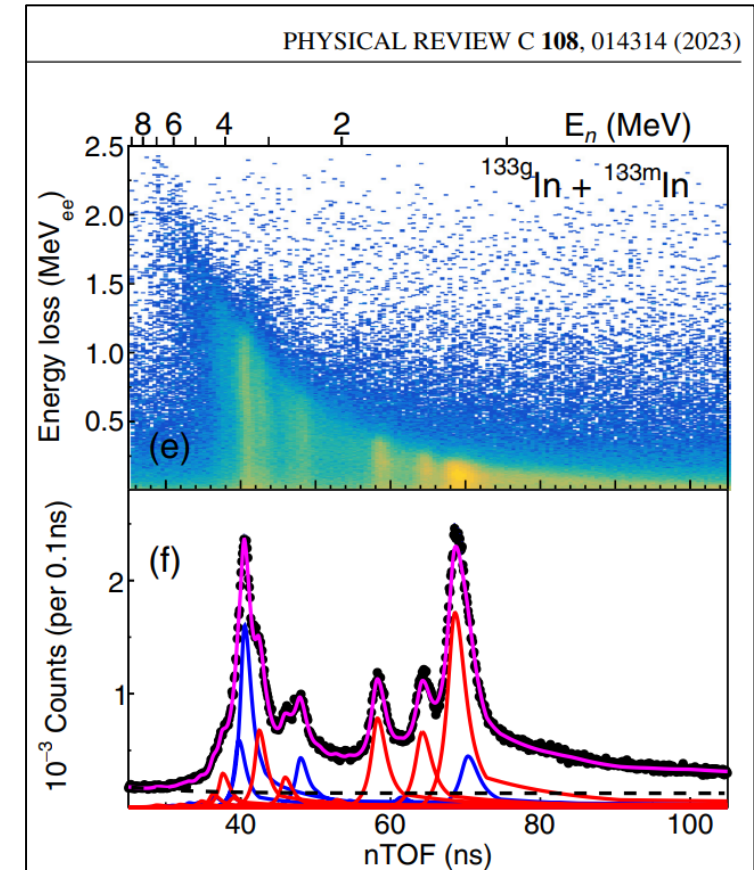 PHYSICAL REVIEW C 108, 014314 (2023)
8 6 4 2 Eₙ (MeV)
2.5
¹³³ᵍIn + ¹³³ᵐIn
2.0
1.5
1.0
0.5
Energy loss (MeVₑₑ)
(e)
(f)
2
1
10⁻³ Counts (per 0.1ns)
40 60 80 100
nTOF (ns)